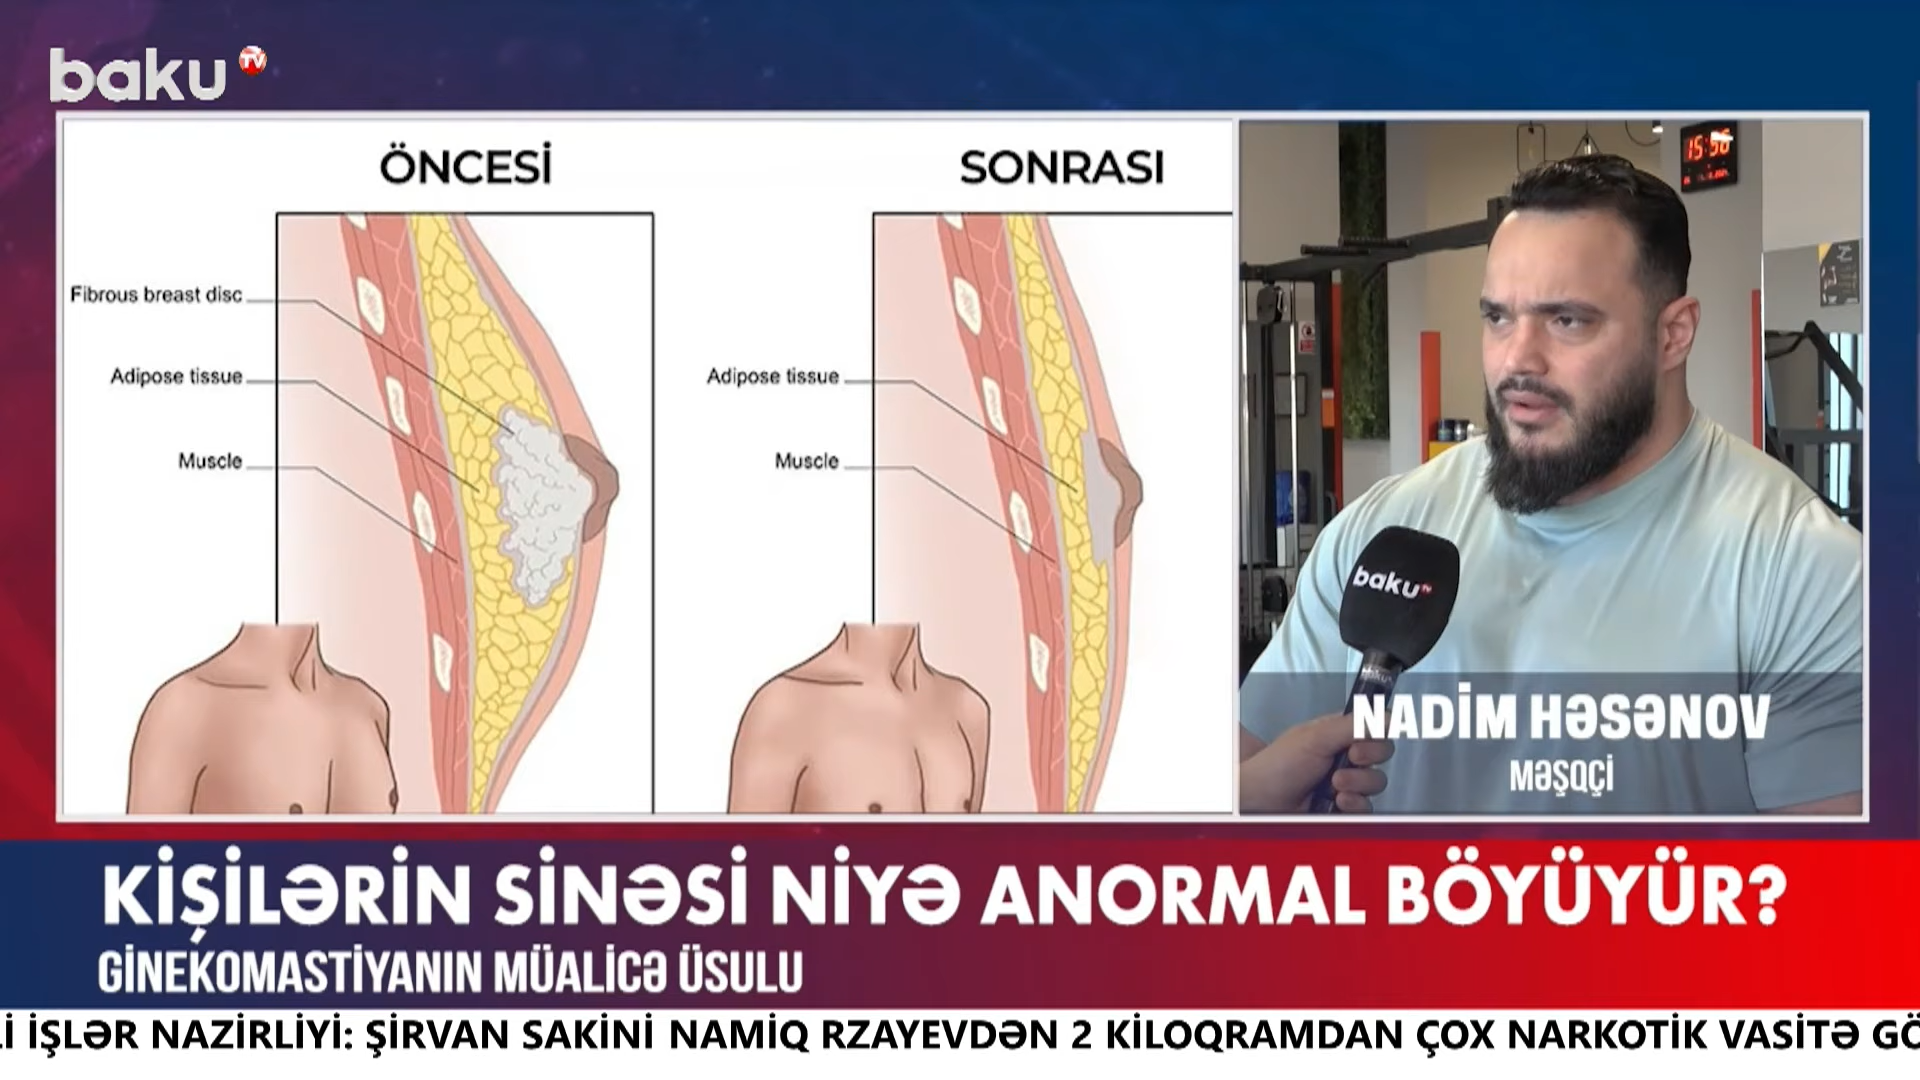 baku TV
ÖNCESİ
SONRASI
15:56
Fibrous breast disc
Adipose tissue
Muscle
Adipose tissue
Muscle
baku TV
NADİM HƏSƏNOV
MƏŞQÇİ
KİŞİLƏRİN SİNƏSİ NİYƏ ANORMAL BÖYÜYÜR?
GİNEKOMASTİYANIN MÜALİCƏ ÜSULU
İŞLƏR NAZİRLİYİ: ŞİRVAN SAKİNİ NAMİQ RZAYEVDƏN 2 KİLOQRAMDAN ÇOX NARKOTİK VASİTƏ